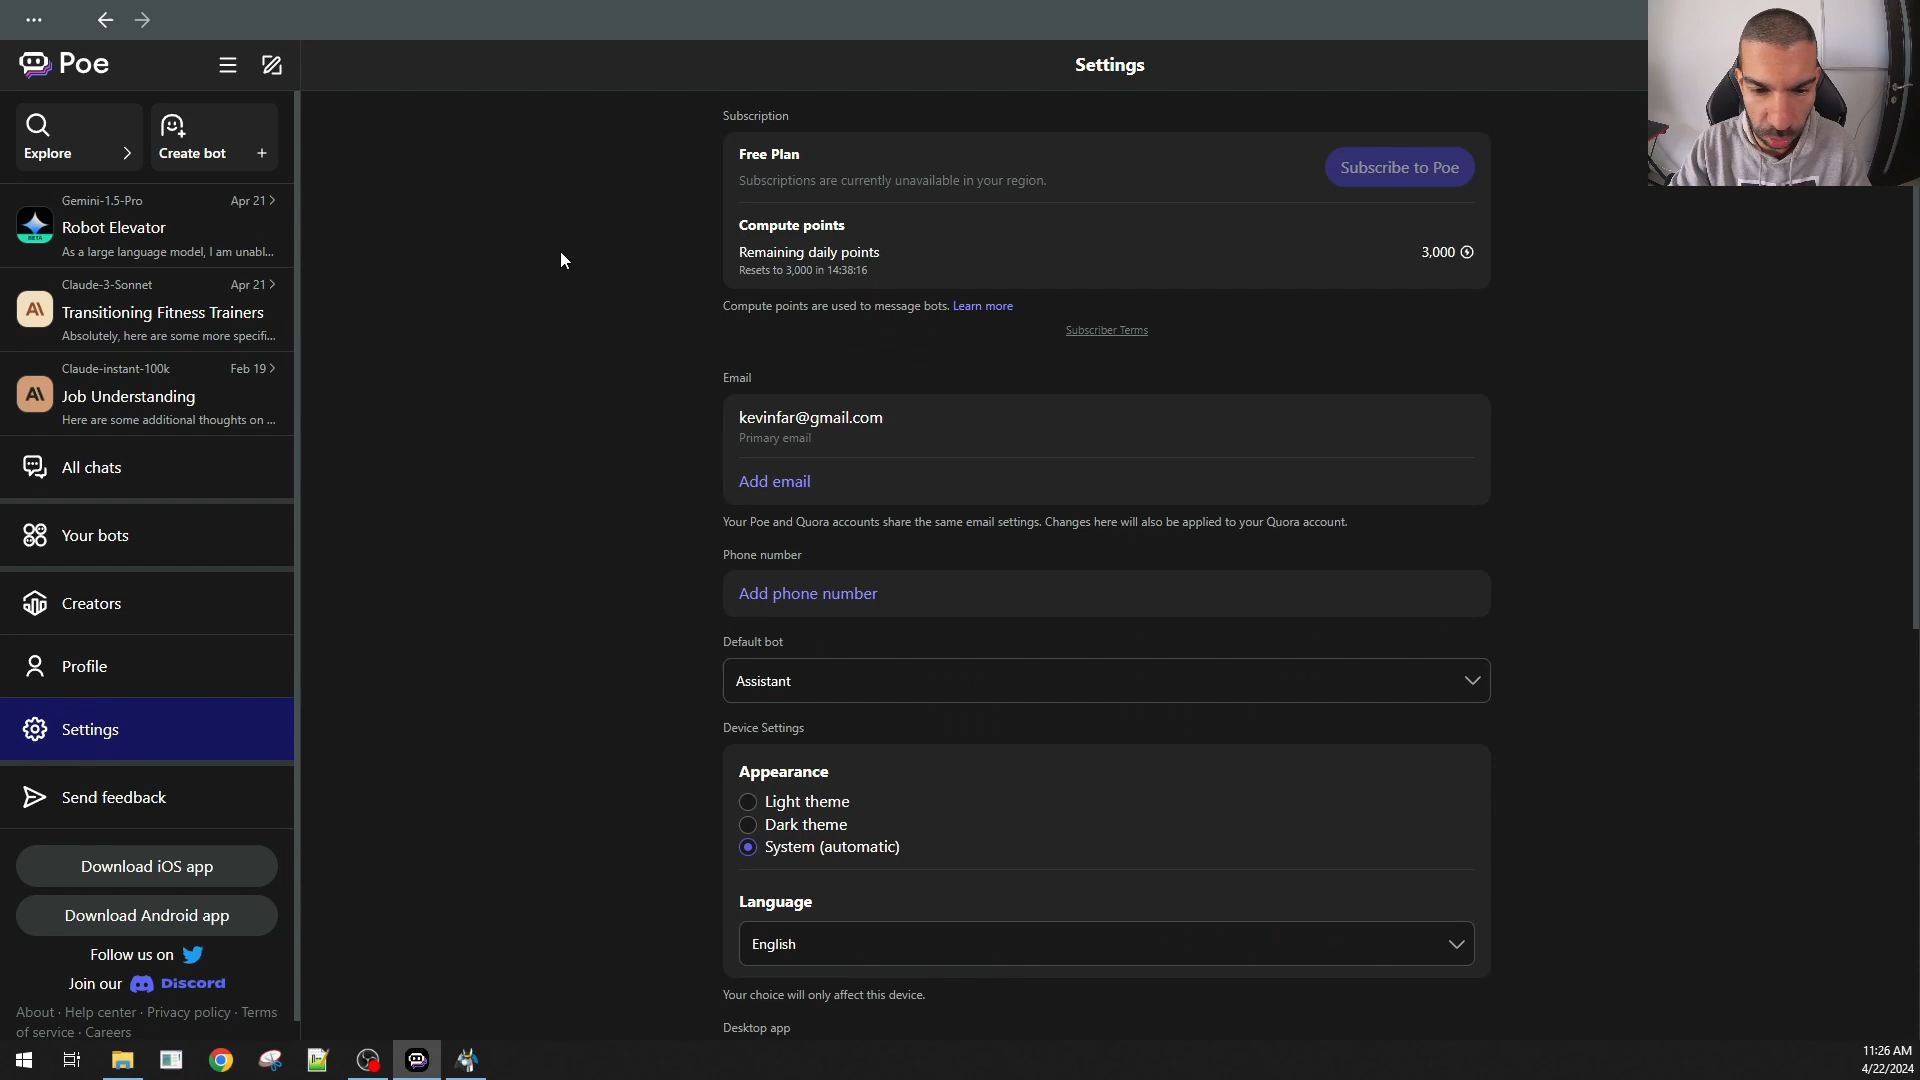 Poe
Settings
Explore
Create bot
Gemini-1.5-Pro
Apr 21
Robot Elevator
As a large language model, I am unabl...
BETA
Claude-3-Sonnet
Apr 21
Transitioning Fitness Trainers
Absolutely, here are some more specifi...
Claude-instant-100k
Feb 19
Job Understanding
Here are some additional thoughts on ...
All chats
Your bots
Creators
Profile
Settings
Send feedback
Download iOS app
Download Android app
Follow us on
Join our Discord
About · Help center · Privacy policy · Terms
of service · Careers
Subscription
Free Plan
Subscriptions are currently unavailable in your region.
Subscribe to Poe
Compute points
Remaining daily points
3,000
Resets to 3,000 in 14:38:16
Compute points are used to message bots. Learn more
Subscriber Terms
Email
kevinfar@gmail.com
Primary email
Add email
Your Poe and Quora accounts share the same email settings. Changes here will also be applied to your Quora account.
Phone number
Add phone number
Default bot
Assistant
Device Settings
Appearance
Light theme
Dark theme
System (automatic)
Language
English
Your choice will only affect this device.
Desktop app
11:26 AM
4/22/2024